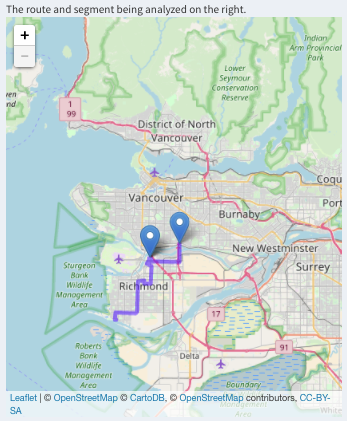 The route and segment being analyzed on the right.
+
−
Indian
Arm Provincial
Park
Lower
Seymour
Conservation
Reserve
1
99
District of North
Vancouver
Vancouver
Burnaby
New Westminster
Surrey
Sturgeon
Bank
Wildlife
Management
Area
Richmond
17
Roberts
Bank
Wildlife
Management
Area
91
Delta
Boundary
Leaflet | © OpenStreetMap © CartoDB, © OpenStreetMap contributors, CC-BY-
SA